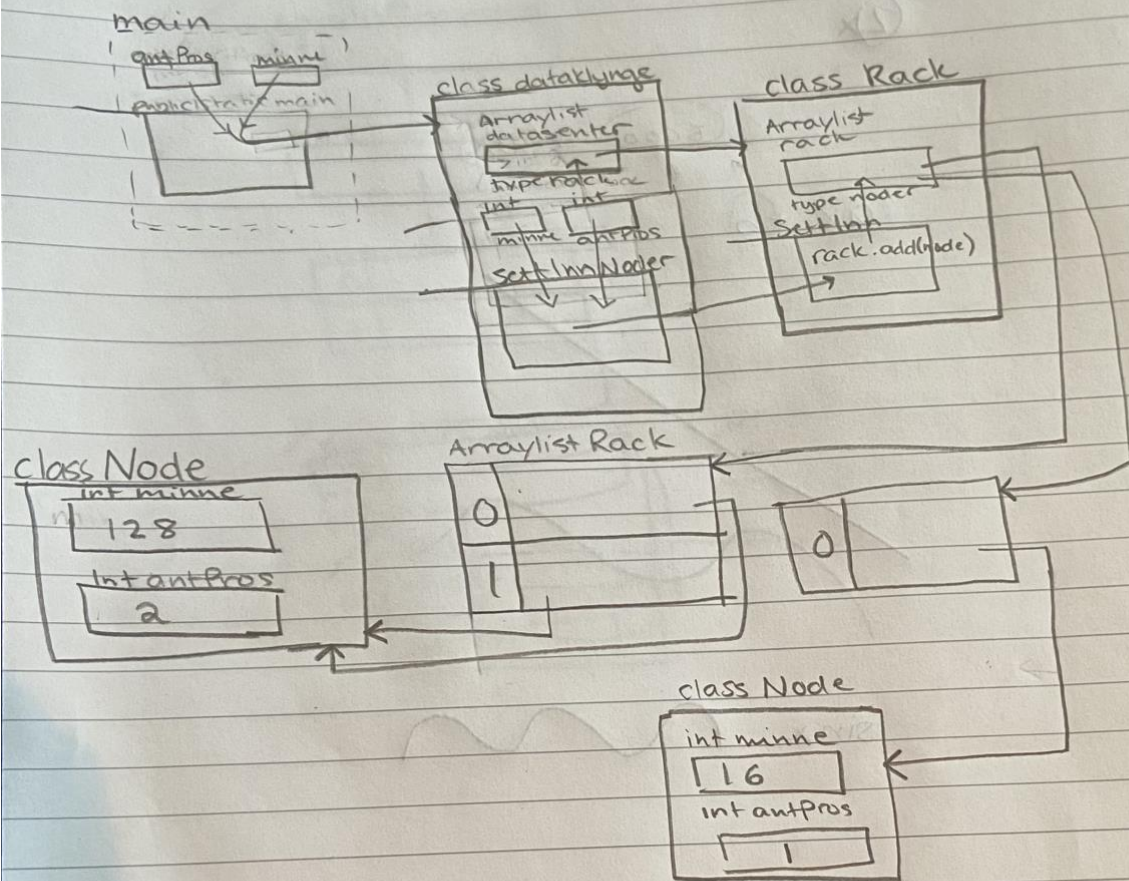 main
antPros minne
public static main
class dataklynge
Arraylist
datasenter
type rack
int int
minne antPros
settInnNoder
class Rack
Arraylist
rack
type noder
settInn
rack.add(node)
class Node
int minne
128
Int antPros
2
Arraylist Rack
0
1
0
class Node
int minne
16
int antPros
1